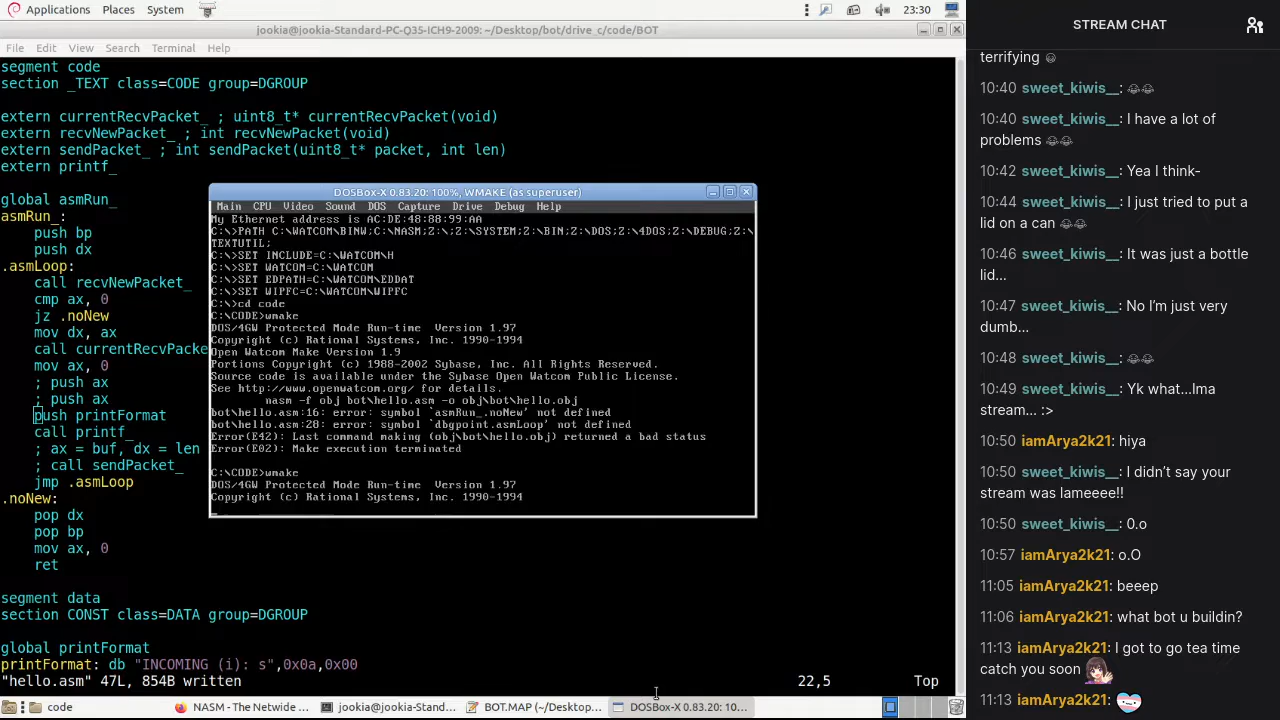 Applications Places System
23:30
jookia@jookia-Standard-PC-Q35-ICH9-2009: ~/Desktop/bot/drive_c/code/BOT
File Edit View Search Terminal Help
segment code
section _TEXT class=CODE group=DGROUP
extern currentRecvPacket_ ; uint8_t* currentRecvPacket(void)
extern recvNewPacket_ ; int recvNewPacket(void)
extern sendPacket_ ; int sendPacket(uint8_t* packet, int len)
extern printf_
global asmRun_
asmRun_:
push bp
push dx
.asmLoop:
call recvNewPacket_
cmp ax, 0
jz .noNew
mov dx, ax
call currentRecvPacke
mov ax, 0
; push ax
; push ax
push printFormat
call printf_
; ax = buf, dx = len
; call sendPacket_
jmp .asmLoop
.noNew:
pop dx
pop bp
mov ax, 0
ret
segment data
section CONST class=DATA group=DGROUP
global printFormat
printFormat: db "INCOMING (i): s",0x0a,0x00
"hello.asm" 47L, 854B written
22,5
Top
DOSBox-X 0.83.20: 100%, WMAKE (as superuser)
Main CPU Video Sound DOS Capture Drive Debug Help
My Ethernet address is AC:DE:48:88:99:AA
C:\>PATH C:\WATCOM\BINW;C:\NASM;Z:\;Z:\SYSTEM;Z:\BIN;Z:\DOS;Z:\4DOS;Z:\DEBUG;Z:\
TEXTUTIL;
C:\>SET INCLUDE=C:\WATCOM\H
C:\>SET WATCOM=C:\WATCOM
C:\>SET EDPATH=C:\WATCOM\EDDAT
C:\>SET WIPFC=C:\WATCOM\WIPFC
C:\>cd code
C:\CODE>wmake
DOS/4GW Protected Mode Run-time Version 1.97
Copyright (c) Rational Systems, Inc. 1990-1994
Open Watcom Make Version 1.9
Portions Copyright (c) 1988-2002 Sybase, Inc. All Rights Reserved.
Source code is available under the Sybase Open Watcom Public License.
See http://www.openwatcom.org/ for details.
nasm -f obj bot\hello.asm -o obj\bot\hello.obj
bot\hello.asm:16: error: symbol `asmRun_.noNew' not defined
bot\hello.asm:28: error: symbol `dbgpoint.asmLoop' not defined
Error(E42): Last command making (obj\bot\hello.obj) returned a bad status
Error(E02): Make execution terminated
C:\CODE>wmake
DOS/4GW Protected Mode Run-time Version 1.97
Copyright (c) Rational Systems, Inc. 1990-1994
code
NASM - The Netwide ...
jookia@jookia-Standa...
BOT.MAP (~/Desktop...
DOSBox-X 0.83.20: 10...
STREAM CHAT
terrifying 😀
10:40 sweet_kiwis__: 😂😂
10:40 sweet_kiwis__: I have a lot of
problems 😂😂
10:42 sweet_kiwis__: Yea I think-
10:44 sweet_kiwis__: I just tried to put a
lid on a can 😂😂
10:46 sweet_kiwis__: It was just a bottle
lid...
10:47 sweet_kiwis__: No I’m just very
dumb...
10:48 sweet_kiwis__: 😂😂
10:49 sweet_kiwis__: Yk what...lma
stream... :>
10:50 iamArya2k21: hiya
10:50 sweet_kiwis__: I didn’t say your
stream was lameeee!!
10:50 sweet_kiwis__: 0.o
10:57 iamArya2k21: o.O
11:05 iamArya2k21: beeep
11:06 iamArya2k21: what bot u buildin?
11:13 iamArya2k21: I got to go tea time
catch you soon
11:13 iamArya2k21: